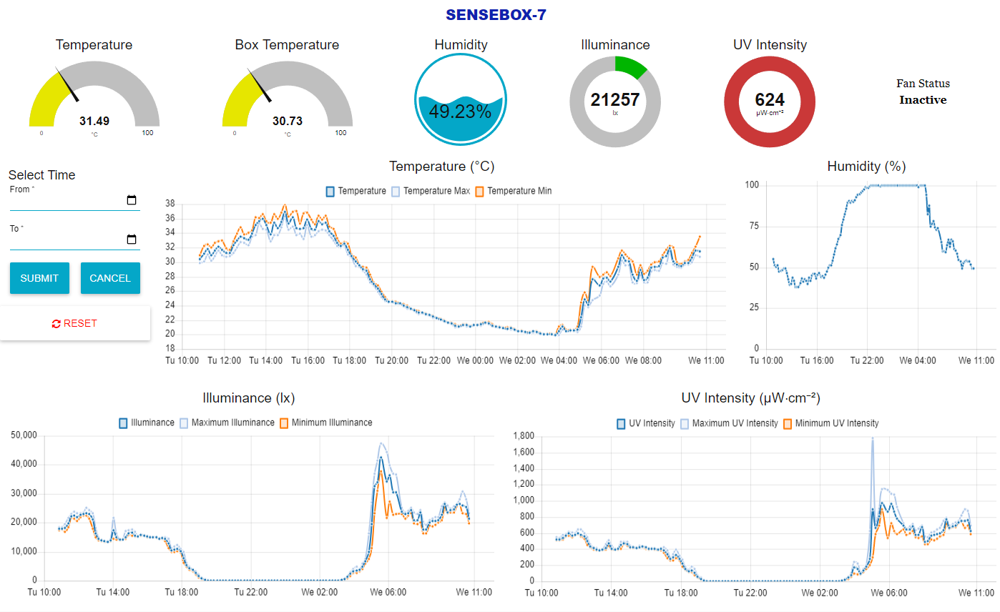 SENSEBOX-7
Temperature
Box Temperature
Humidity
Illuminance
UV Intensity
31.49
°C
0
100
30.73
°C
0
100
49.23%
21257
lx
624
µW·cm⁻²
Fan Status
Inactive
Select Time
From *
To *
SUBMIT
CANCEL
RESET
Temperature (°C)
Temperature
Temperature Max
Temperature Min
38
36
34
32
30
28
26
24
22
20
18
Tu 10:00
Tu 12:00
Tu 14:00
Tu 16:00
Tu 18:00
Tu 20:00
Tu 22:00
We 00:00
We 02:00
We 04:00
We 06:00
We 08:00
We 11:00
Humidity (%)
100
75
50
25
0
Tu 10:00
Tu 16:00
Tu 22:00
We 04:00
We 11:00
Illuminance (lx)
Illuminance
Maximum Illuminance
Minimum Illuminance
50,000
40,000
30,000
20,000
10,000
0
Tu 10:00
Tu 14:00
Tu 18:00
Tu 22:00
We 02:00
We 06:00
We 11:00
UV Intensity (µW·cm⁻²)
UV Intensity
Maximum UV Intensity
Minimum UV Intensity
1,800
1,600
1,400
1,200
1,000
800
600
400
200
0
Tu 10:00
Tu 14:00
Tu 18:00
Tu 22:00
We 02:00
We 06:00
We 11:00